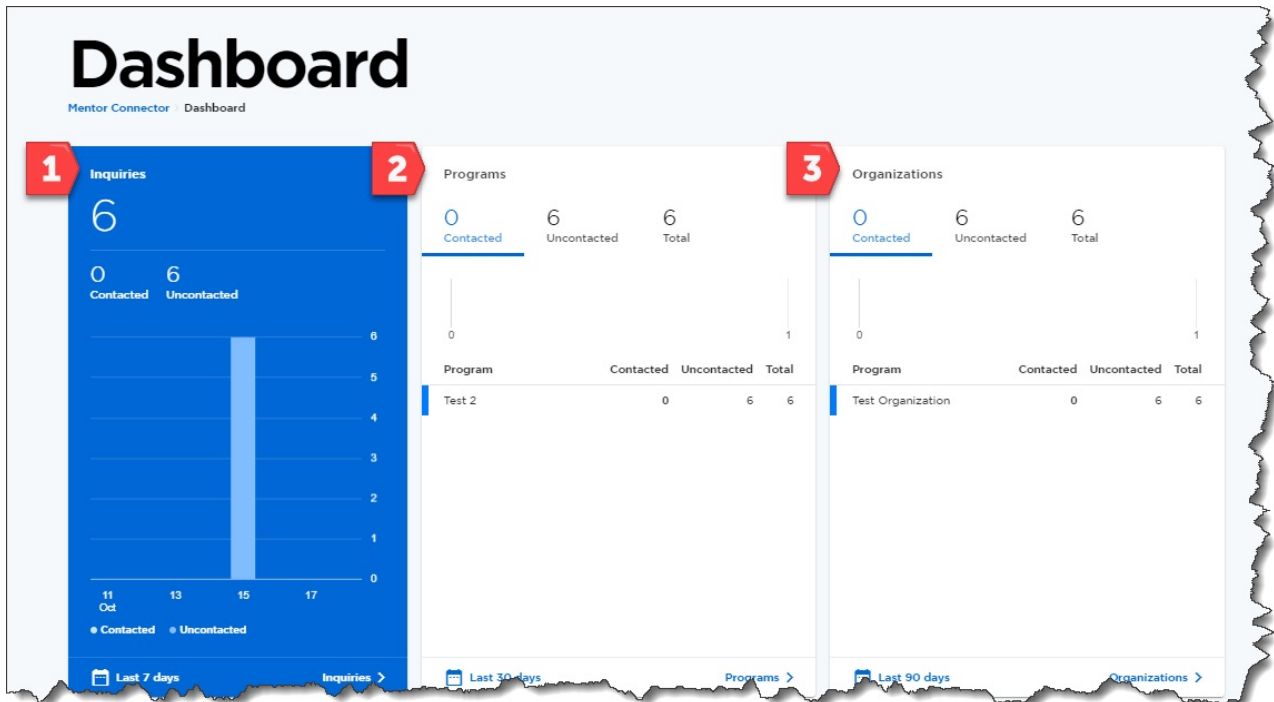 Dashboard
Mentor Connector › Dashboard
1
Inquiries
6
0 6
Contacted Uncontacted
6
5
4
3
2
1
0
11 13 15 17
Oct
Contacted Uncontacted
Last 7 days Inquiries >
2
Programs
0 6 6
Contacted Uncontacted Total
0 1
Program Contacted Uncontacted Total
Test 2 0 6 6
Last 30 days Programs >
3
Organizations
0 6 6
Contacted Uncontacted Total
0 1
Program Contacted Uncontacted Total
Test Organization 0 6 6
Last 90 days Organizations >